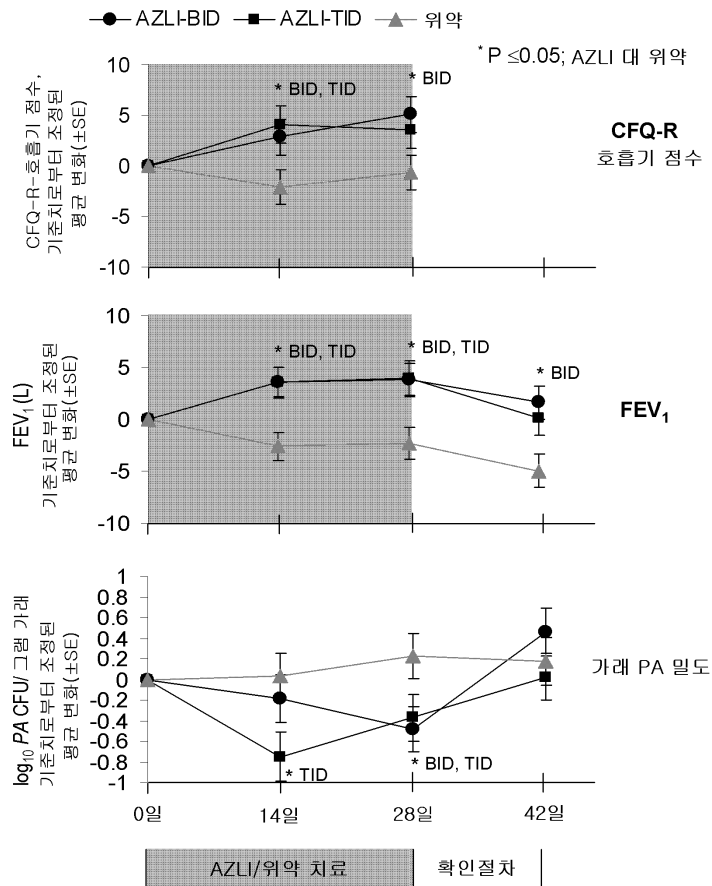 AZLI-BID AZLI-TID 위약
* P ≤0.05; AZLI 대 위약
CFQ-R-호흡기 점수,
기준치로부터 조정된
평균 변화(±SE)
10
5
0
-5
-10
* BID, TID
* BID
CFQ-R
호흡기 점수
FEV1(L)
기준치로부터 조정된
평균 변화(±SE)
10
5
0
-5
-10
* BID, TID
* BID, TID
* BID
FEV1
log10 PA CFU/그램 가래
기준치로부터 조정된
평균 변화(±SE)
1
0.8
0.6
0.4
0.2
0
-0.2
-0.4
-0.6
-0.8
-1
* TID
* BID, TID
가래 PA 밀도
0일 14일 28일 42일
AZLI/위약 치료 확인절차